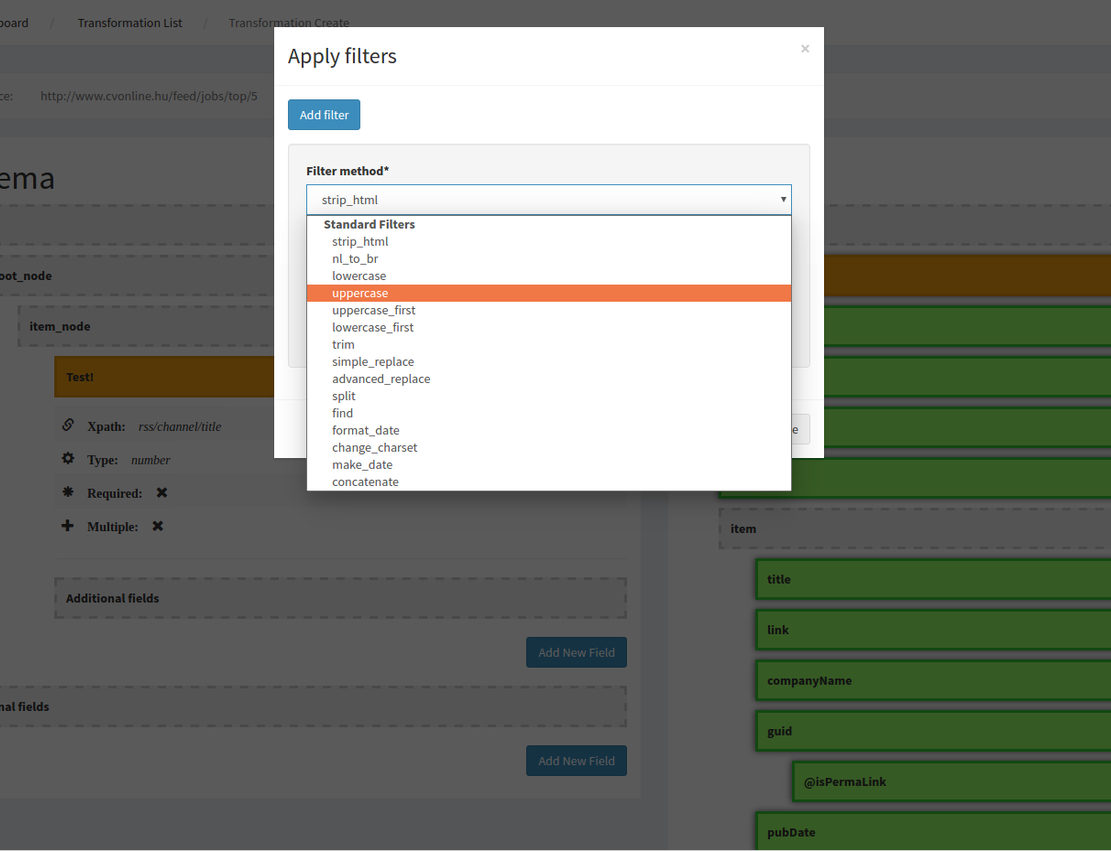 board / Transformation List / Transformation Create
Apply filters ×
ce: http://www.cvonline.hu/feed/jobs/top/5
Add filter
Filter method*
ema
strip_html
Standard Filters
strip_html
nl_to_br
lowercase
oot_node
uppercase
uppercase_first
item_node
lowercase_first
trim
simple_replace
Test!
advanced_replace
split
find
Xpath: rss/channel/title
format_date
e
change_charset
Type: number
make_date
concatenate
Required: ✖
Multiple: ✖
item
title
Additional fields
link
Add New Field
companyName
nal fields
guid
Add New Field
@isPermaLink
pubDate